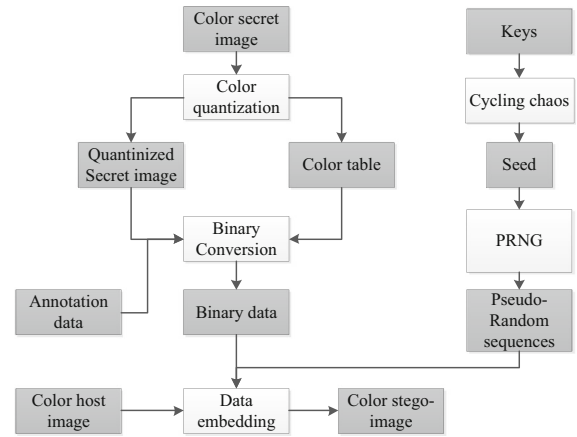 Color secret
image
Keys
Color
quantization
Cycling chaos
Quantinized
Secret image
Color table
Seed
Binary
Conversion
PRNG
Annotation
data
Binary data
Pseudo-
Random
sequences
Color host
image
Data
embedding
Color stego-
image